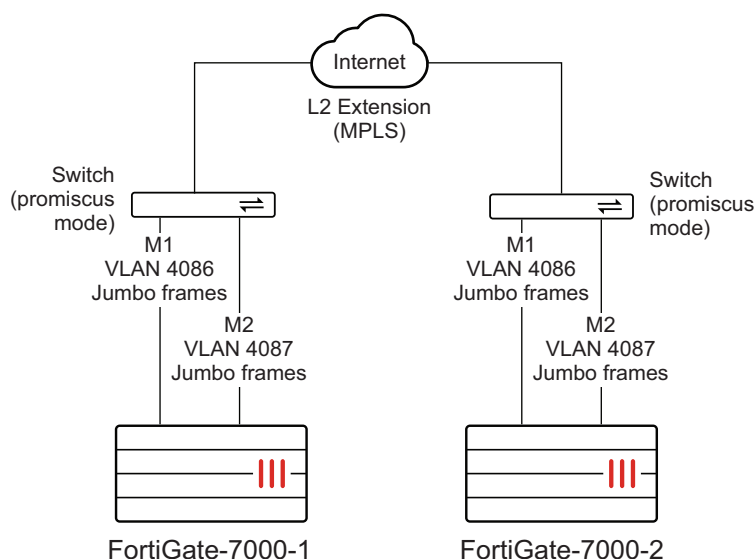 Internet
L2 Extension
(MPLS)
Switch
(promiscus
mode)
Switch
(promiscus
mode)
M1
VLAN 4086
Jumbo frames
M2
VLAN 4087
Jumbo frames
M1
VLAN 4086
Jumbo frames
M2
VLAN 4087
Jumbo frames
FortiGate-7000-1
FortiGate-7000-2